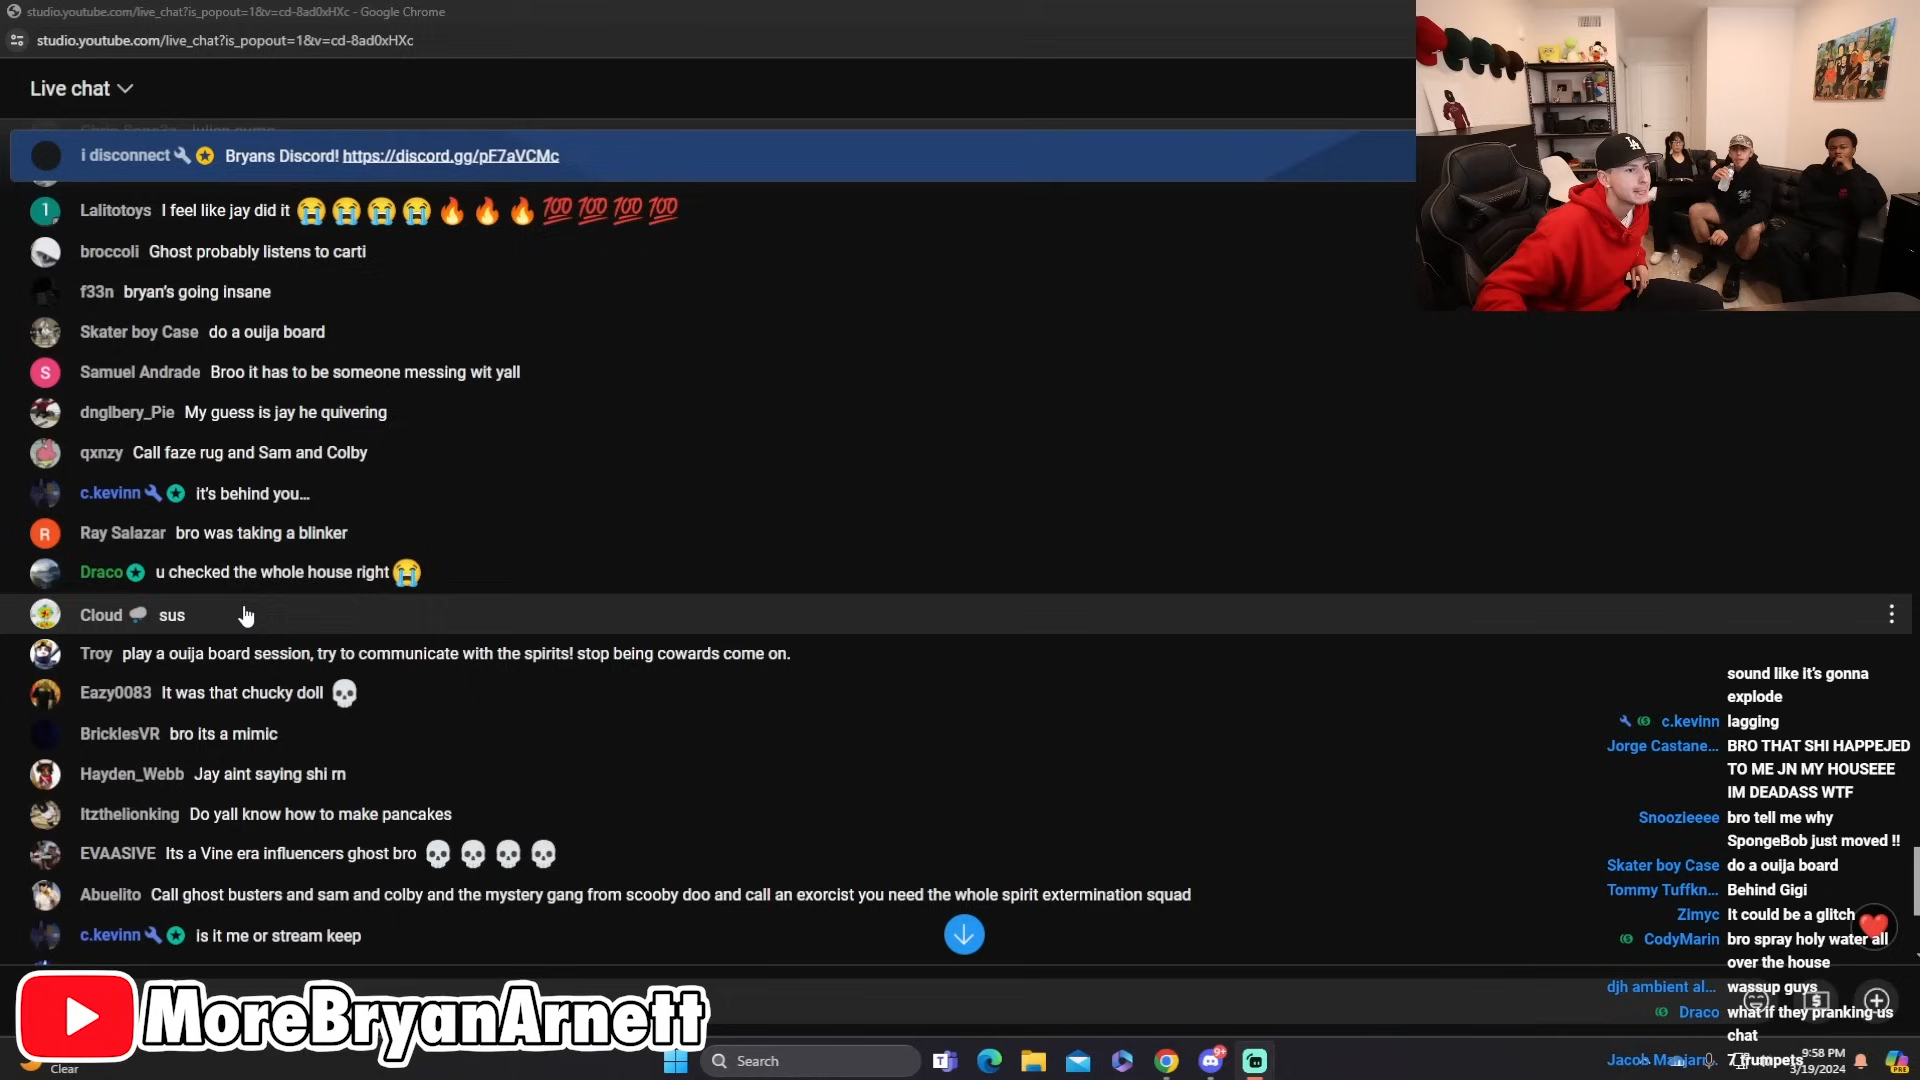 studio.youtube.com/live_chat?is_popout=1&v=cd-8ad0xHXc - Google Chrome
studio.youtube.com/live_chat?is_popout=1&v=cd-8ad0xHXc
Live chat
i disconnect Bryans Discord! https://discord.gg/pF7aVCMc
Lalitotoys I feel like jay did it 😭😭😭😭🔥🔥🔥💯💯💯💯
broccoli Ghost probably listens to carti
f33n bryan's going insane
Skater boy Case do a ouija board
S Samuel Andrade Broo it has to be someone messing wit yall
dnglbery_Pie My guess is jay he quivering
qxnzy Call faze rug and Sam and Colby
c.kevinn it's behind you...
R Ray Salazar bro was taking a blinker
Draco u checked the whole house right 😭
Cloud 🌧 sus
Troy play a ouija board session, try to communicate with the spirits! stop being cowards come on.
Eazy0083 It was that chucky doll 💀
BricklesVR bro its a mimic
Hayden_Webb Jay aint saying shi rn
Itzthelionking Do yall know how to make pancakes
EVAASIVE Its a Vine era influencers ghost bro 💀💀💀💀
Abuelito Call ghost busters and sam and colby and the mystery gang from scooby doo and call an exorcist you need the whole spirit extermination squad
c.kevinn is it me or stream keep
sound like it's gonna
explode
c.kevinn lagging
Jorge Castane... BRO THAT SHI HAPPEJED
TO ME JN MY HOUSEEE
IM DEADASS WTF
Snoozieeee bro tell me why
SpongeBob just moved !!
Skater boy Case do a ouija board
Tommy Tuffkn... Behind Gigi
Zimyc It could be a glitch
CodyMarin bro spray holy water all
over the house
djh ambient al... wassup guys
Draco what if they pranking us
chat
7 trumpets
MoreBryanArnett
Clear
Search
9+
9:58 PM
3/19/2024
PRE